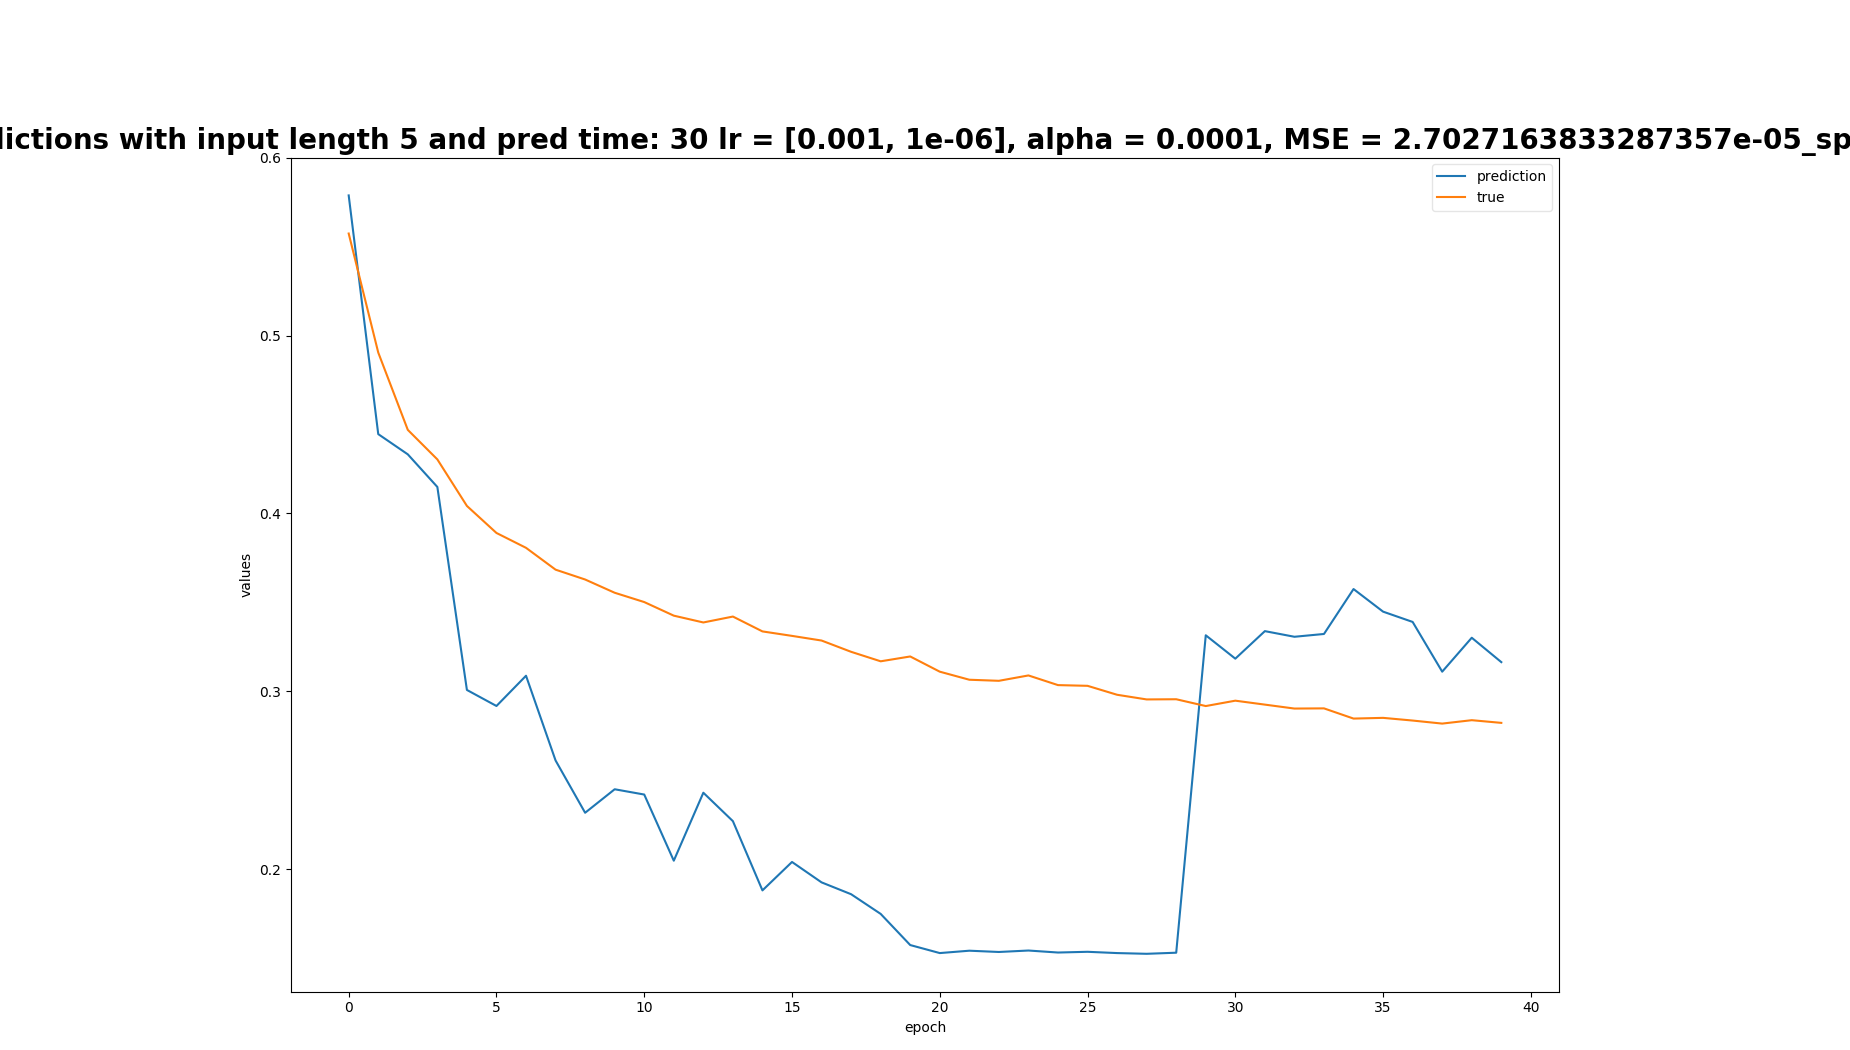 dictions with input length 5 and pred time: 30 lr = [0.001, 1e-06], alpha = 0.0001, MSE = 2.7027163833287357e-05_sp
prediction
true
0.6
0.5
0.4
0.3
0.2
values
0 5 10 15 20 25 30 35 40
epoch